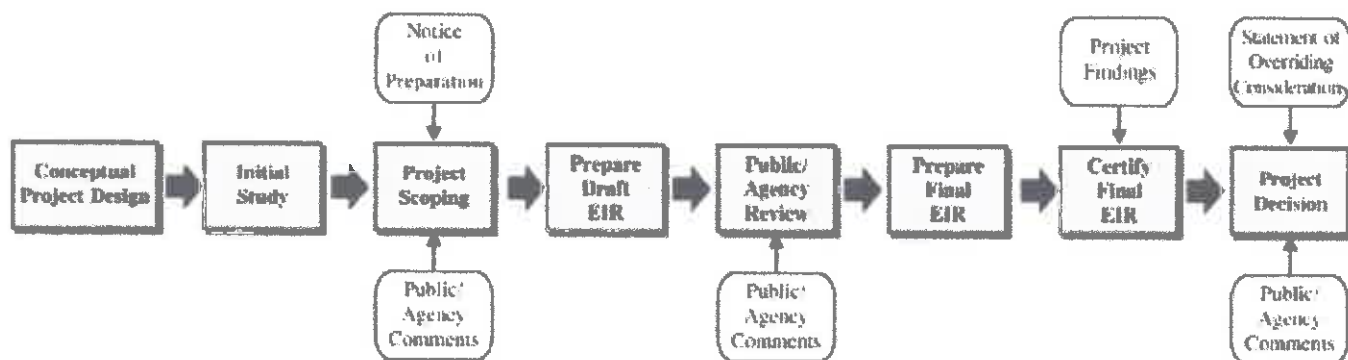 Notice
of
Preparation
Project
Findings
Statement of
Overriding
Consideration
Conceptual
Project Design
Initial
Study
Project
Scoping
Prepare
Draft
EIR
Public/
Agency
Review
Prepare
Final
EIR
Certify
Final
EIR
Project
Decision
Public/
Agency
Comments
Public/
Agency
Comments
Public/
Agency
Comments